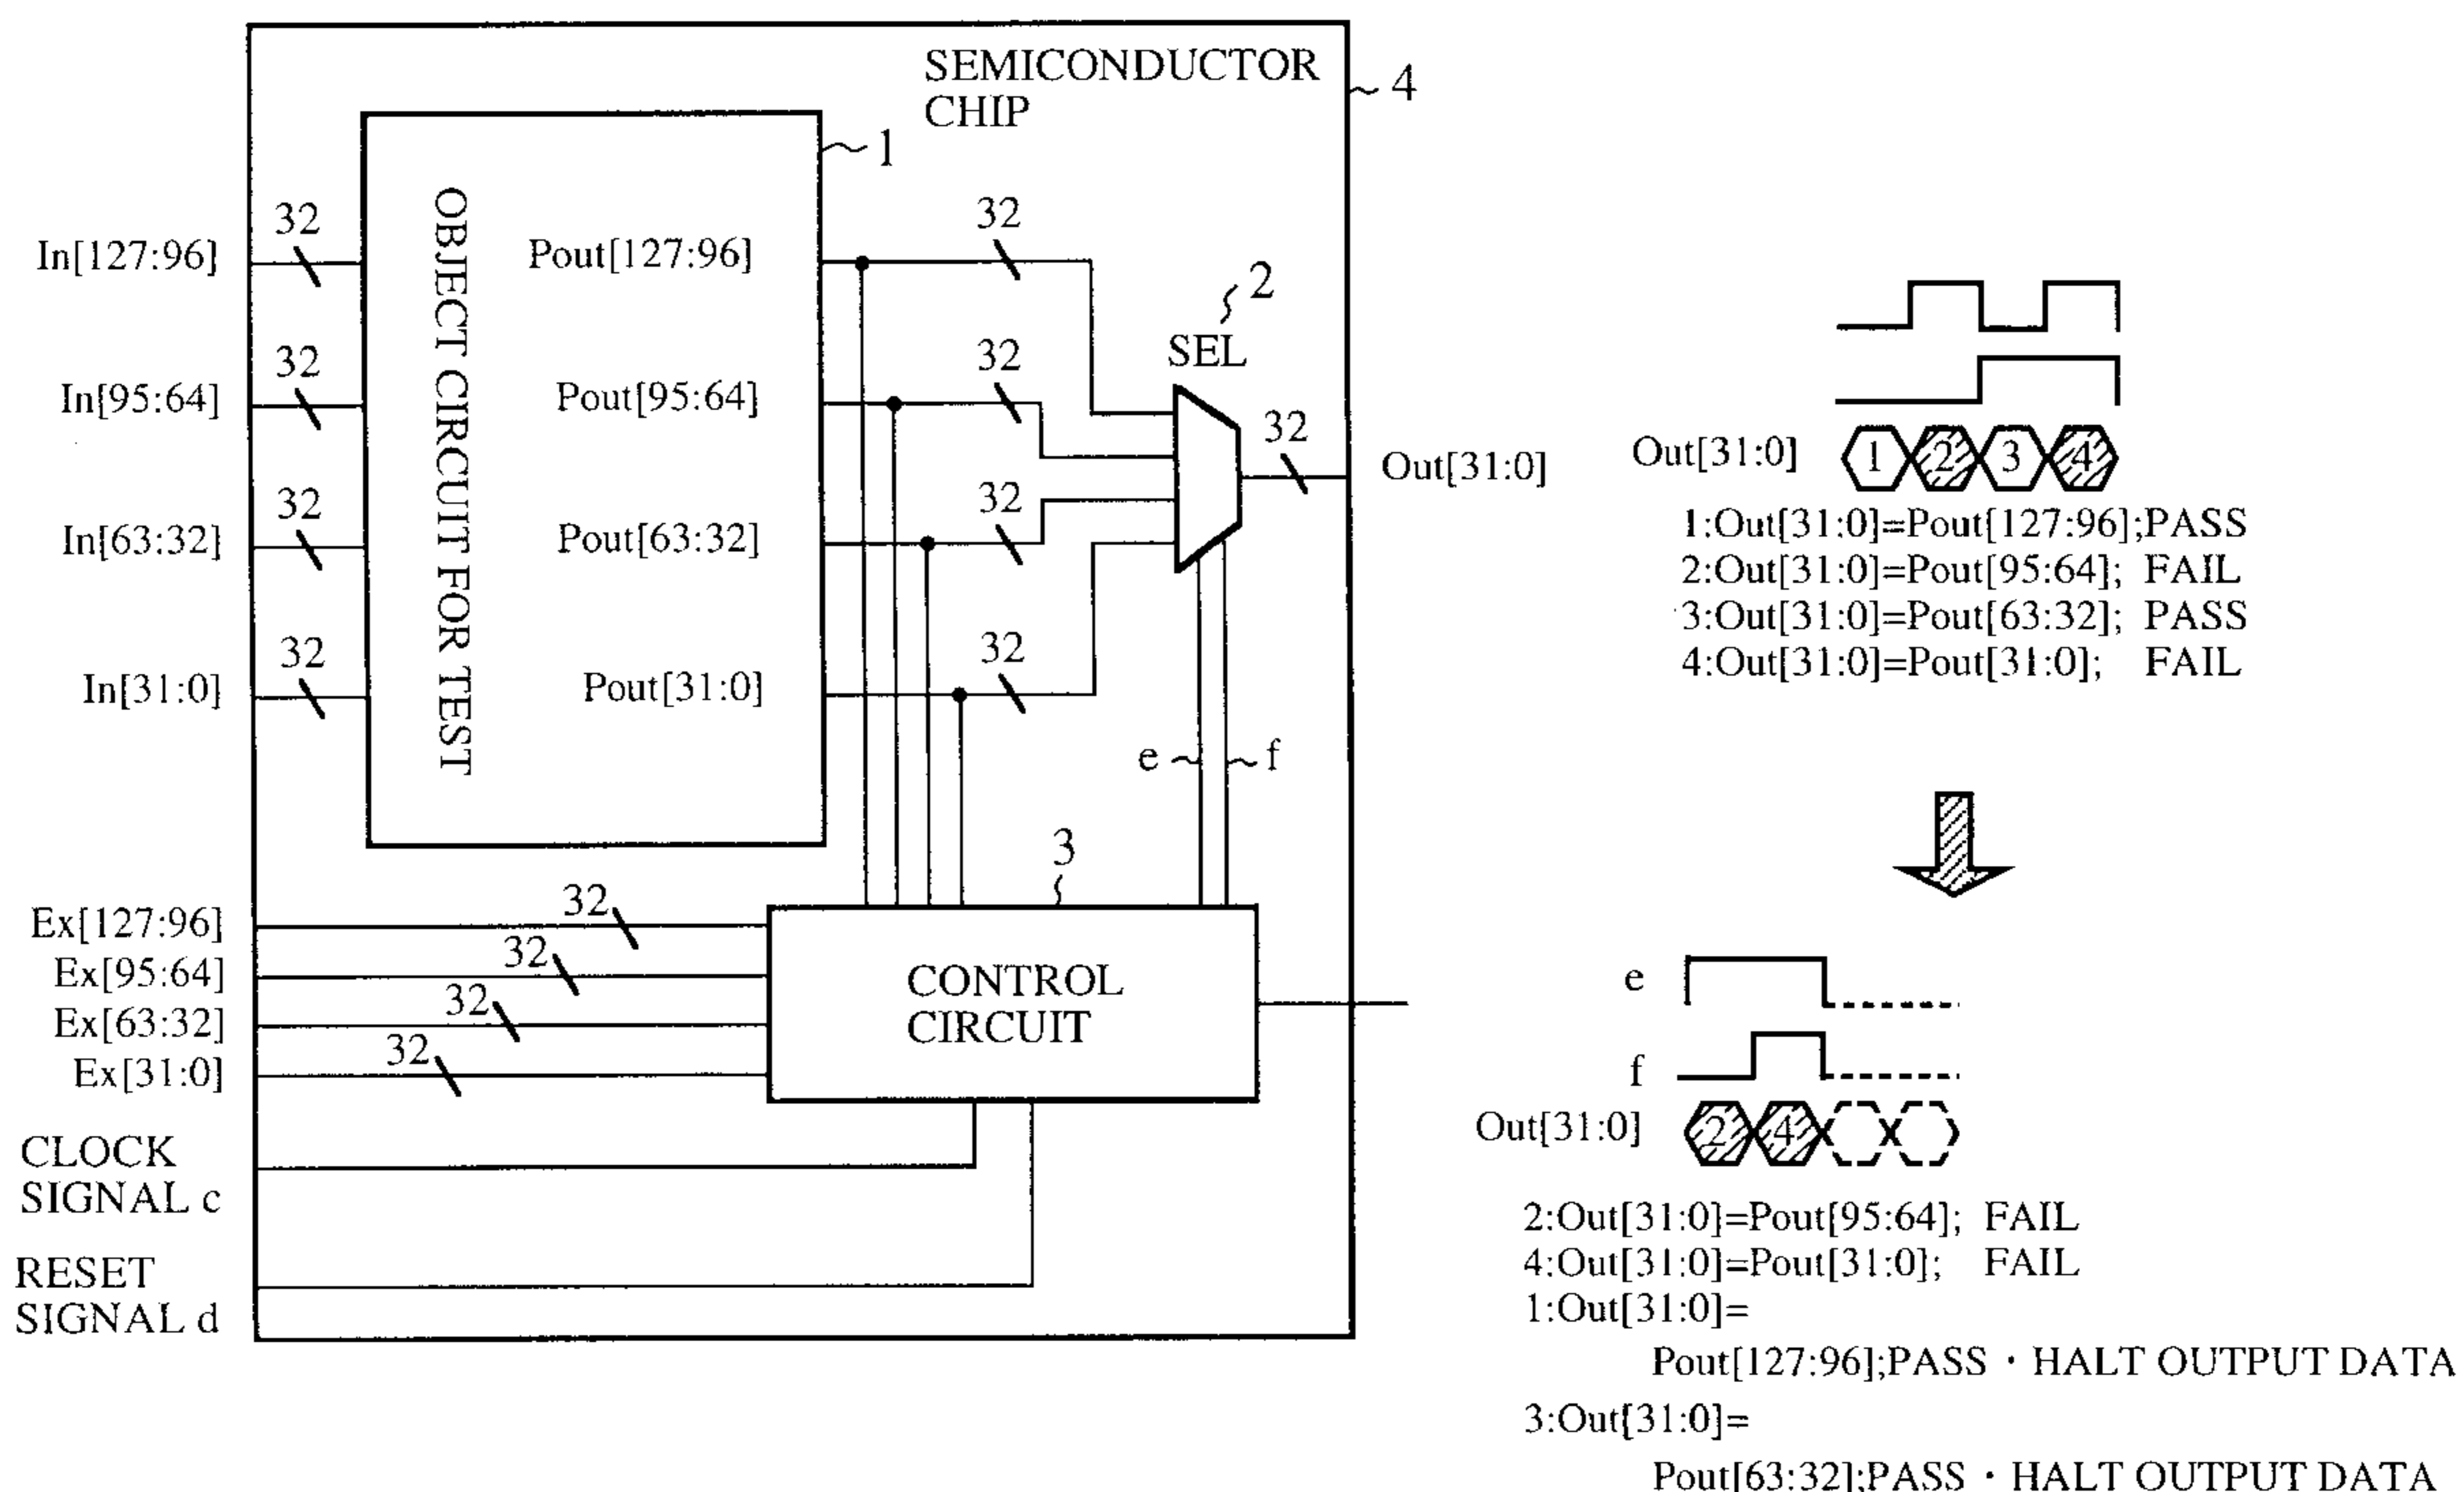 SEMICONDUCTOR
CHIP
4
1
OBJECT CIRCUIT FOR TEST
In[127:96]
32
Pout[127:96]
32
In[95:64]
32
Pout[95:64]
32
In[63:32]
32
Pout[63:32]
32
In[31:0]
32
Pout[31:0]
32
2
SEL
32
Out[31:0]
e
f
3
CONTROL
CIRCUIT
Ex[127:96]
32
Ex[95:64]
32
Ex[63:32]
32
Ex[31:0]
32
CLOCK
SIGNAL c
RESET
SIGNAL d
Out[31:0]
1 2 3 4
1:Out[31:0]=Pout[127:96];PASS
2:Out[31:0]=Pout[95:64]; FAIL
3:Out[31:0]=Pout[63:32]; PASS
4:Out[31:0]=Pout[31:0]; FAIL
e
f
Out[31:0]
2 4
2:Out[31:0]=Pout[95:64]; FAIL
4:Out[31:0]=Pout[31:0]; FAIL
1:Out[31:0]=
Pout[127:96];PASS · HALT OUTPUT DATA
3:Out[31:0]=
Pout[63:32];PASS · HALT OUTPUT DATA